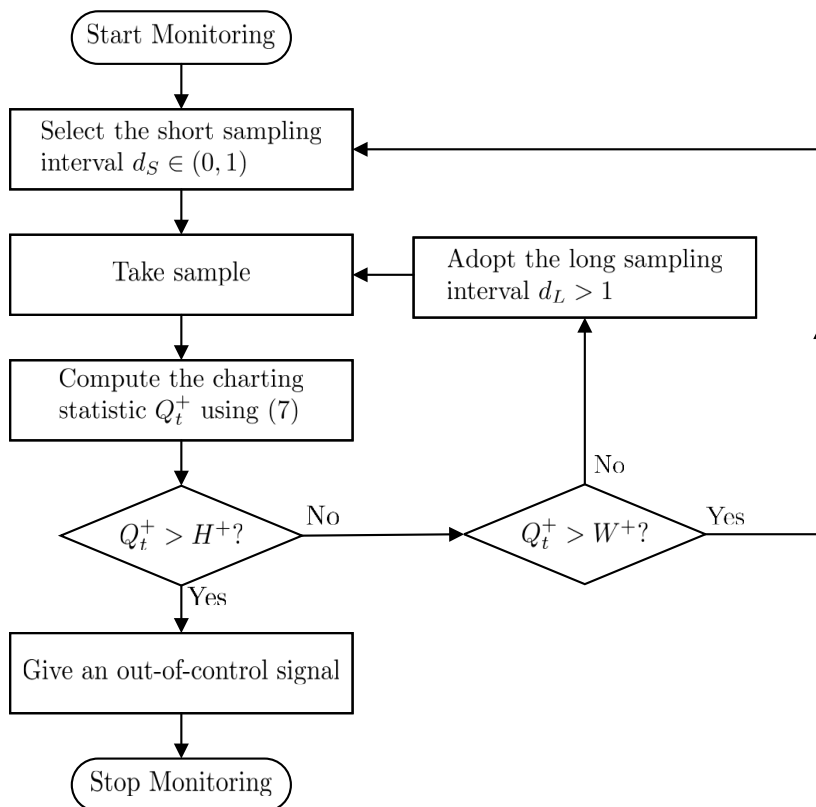 Start Monitoring
Select the short sampling
interval d_S ∈ (0, 1)
Take sample
Adopt the long sampling
interval d_L > 1
Compute the charting
statistic Q_t^+ using (7)
No
Q_t^+ > H^+?
No
Q_t^+ > W^+?
Yes
Yes
Give an out-of-control signal
Stop Monitoring